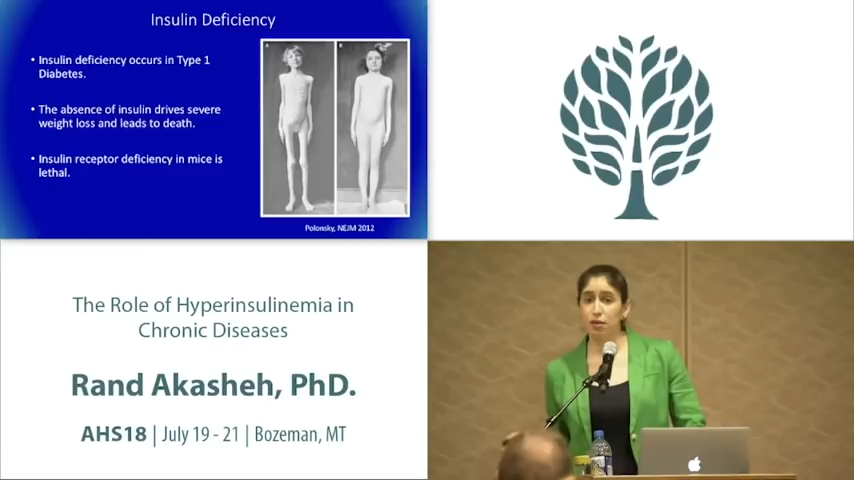 Insulin Deficiency
• Insulin deficiency occurs in Type 1
Diabetes.
• The absence of insulin drives severe
weight loss and leads to death.
• Insulin receptor deficiency in mice is
lethal.
A
B
Polonsky, NEJM 2012
The Role of Hyperinsulinemia in
Chronic Diseases
Rand Akasheh, PhD.
AHS18 | July 19 - 21 | Bozeman, MT